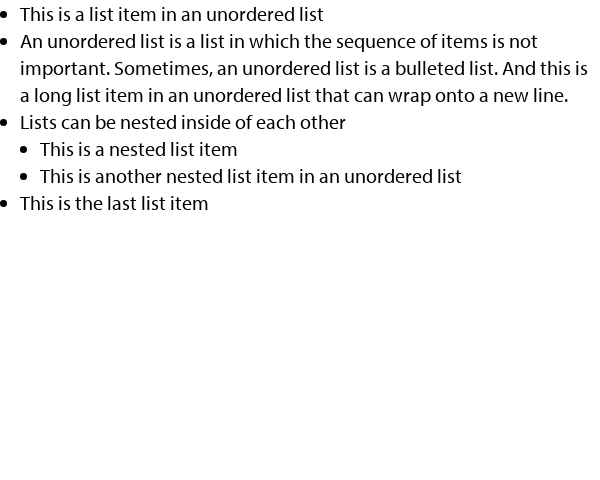 • This is a list item in an unordered list
• An unordered list is a list in which the sequence of items is not
important. Sometimes, an unordered list is a bulleted list. And this is
a long list item in an unordered list that can wrap onto a new line.
• Lists can be nested inside of each other
• This is a nested list item
• This is another nested list item in an unordered list
• This is the last list item